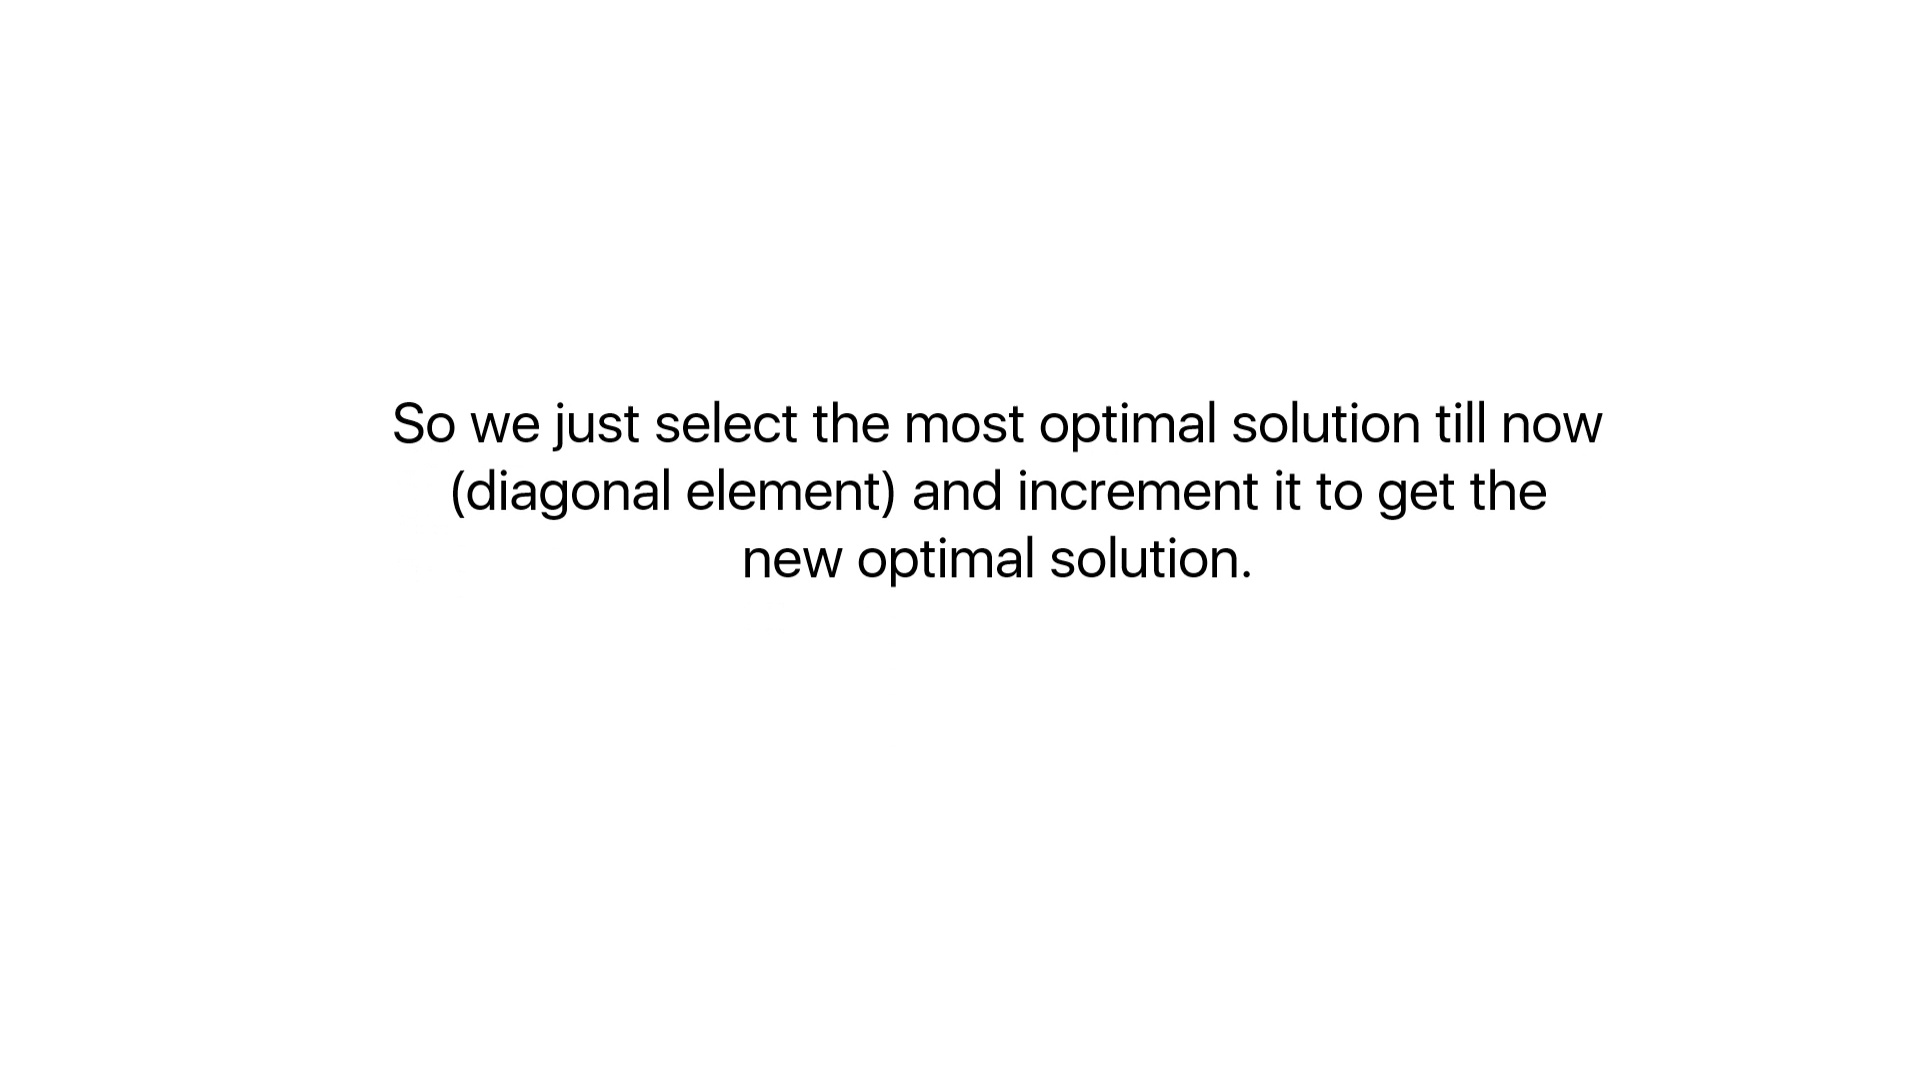 So we just select the most optimal solution till now
(diagonal element) and increment it to get the
new optimal solution.